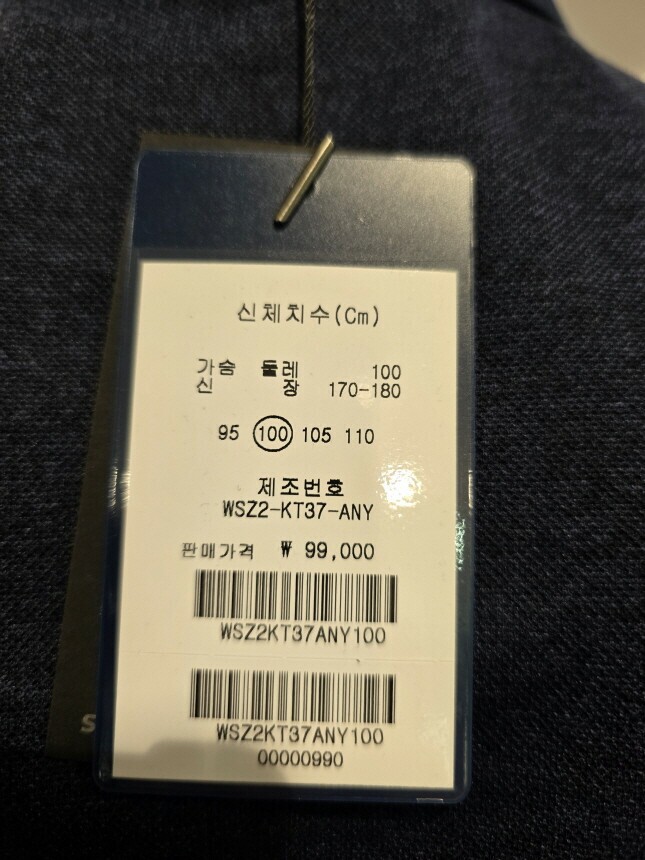 신체치수(Cm)
가슴 둘레 100
신 장 170-180
95 100 105 110
제조번호
WSZ2-KT37-ANY
판매가격 ₩ 99,000
WSZ2KT37ANY100
WSZ2KT37ANY100
00000990
S